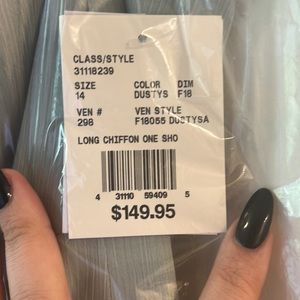 CLASS/STYLE
31118239
SIZE COLOR DIM
14 DUSTYS F18
VEN # VEN STYLE
298 F18055 DUSTYSA
LONG CHIFFON ONE SHO
4 31110 59409 5
$149.95